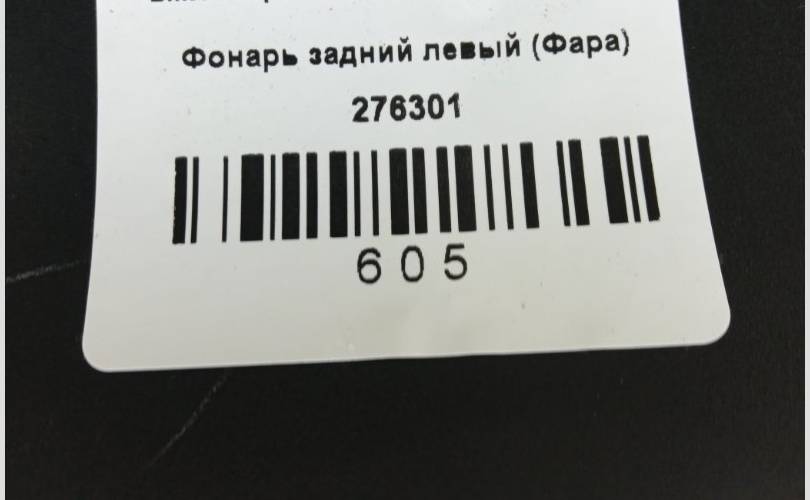 Фонарь задний левый (Фара)
276301
605